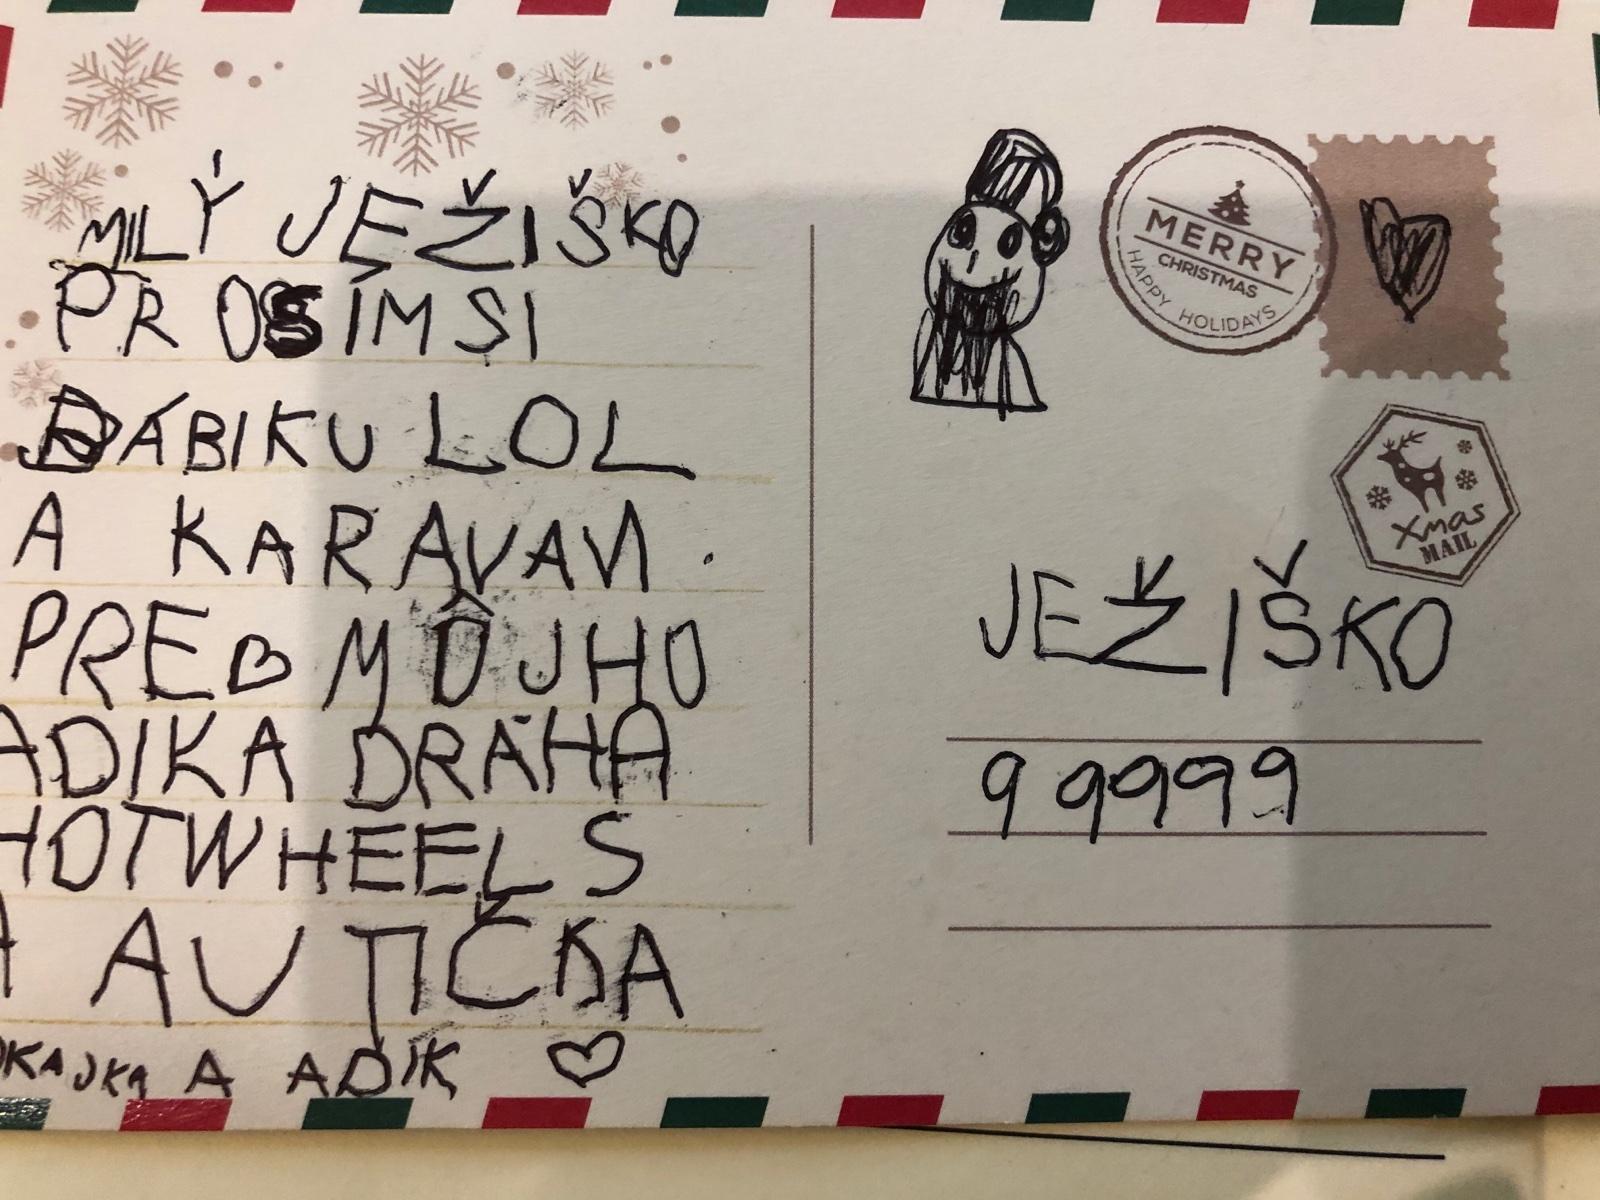 MILÝ JEŽIŠKO
PROSÍM SI
BÁBIKU LOL
A KARAVAN.
PRE MÔJHO
ADIKA DRÁHA
HOTWHEELS
A AUTIČKA
A ADIK
MERRY
CHRISTMAS
HAPPY HOLIDAYS
Xmas
MAIL
JEŽIŠKO
99999